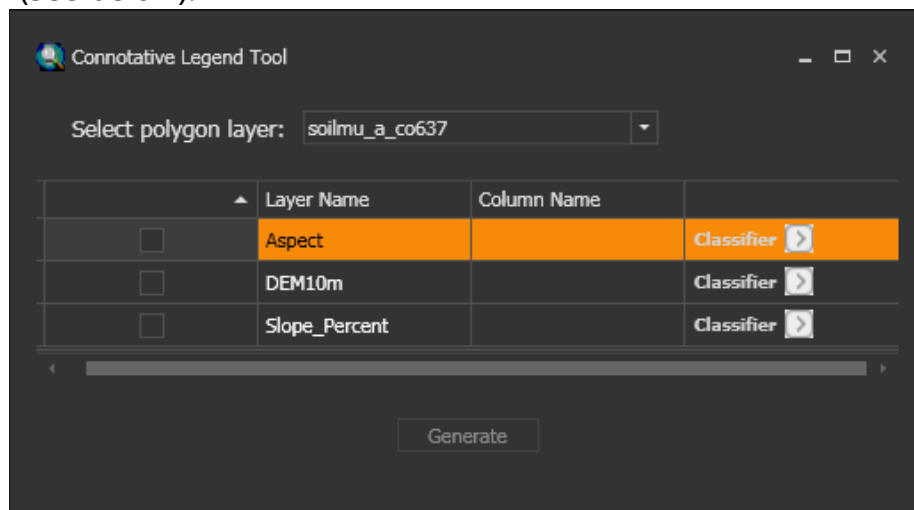 Connotative Legend Tool
Select polygon layer: soilmu_a_co637
Layer Name Column Name
Aspect Classifier
DEM10m Classifier
Slope_Percent Classifier
Generate